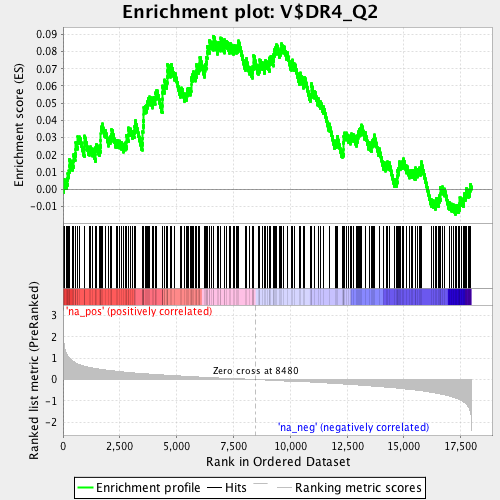 Enrichment plot: V$DR4_Q2
Enrichment score (ES)
0.09
0.08
0.07
0.06
0.05
0.04
0.03
0.02
0.01
0.00
-0.01
'na_pos' (positively correlated)
Ranked list metric (PreRanked)
3
2
1
0
-1
-2
Zero cross at 8480
'na_neg' (negatively correlated)
0
2,500
5,000
7,500
10,000
12,500
15,000
17,500
Rank in Ordered Dataset
Enrichment profile
Hits
Ranking metric scores